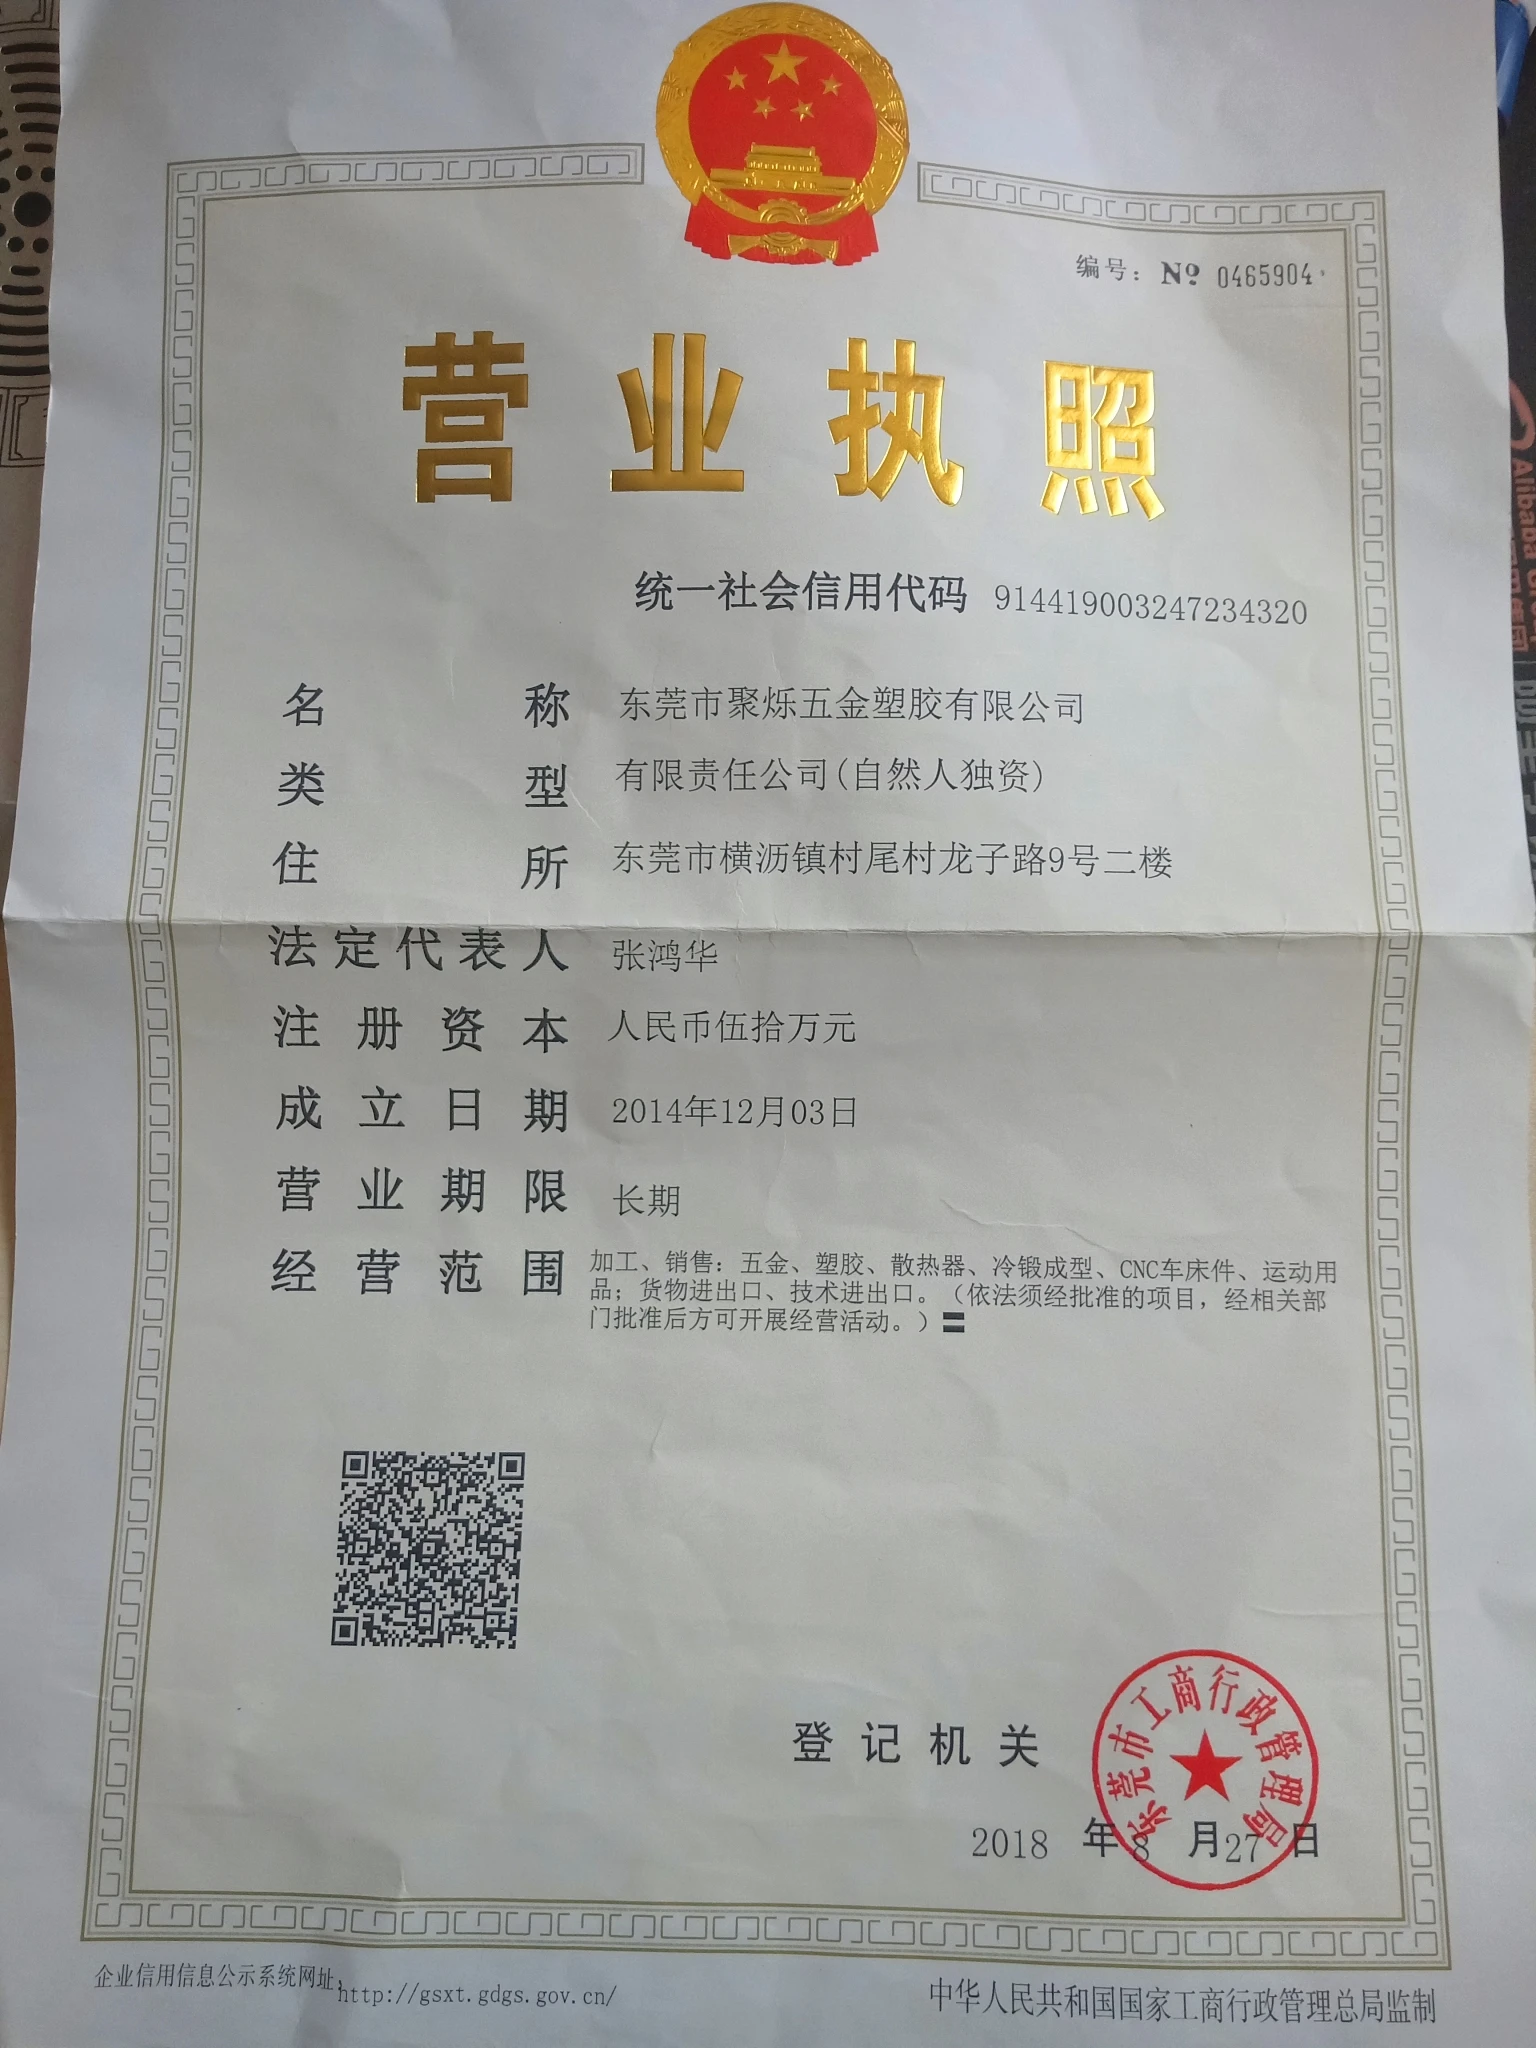 编号： № 0465904
营业执照
统一社会信用代码 914419003247234320
名称 东莞市聚烁五金塑胶有限公司
类型 有限责任公司(自然人独资)
住所 东莞市横沥镇村尾村龙子路9号二楼
法定代表人 张鸿华
注册资本 人民币伍拾万元
成立日期 2014年12月03日
营业期限 长期
经营范围 加工、销售：五金、塑胶、散热器、冷锻成型、CNC车床件、运动用
品；货物进出口、技术进出口。（依法须经批准的项目，经相关部
门批准后方可开展经营活动。）
登记机关
东莞市工商行政管理局
2018 年 8 月 27 日
企业信用信息公示系统网址：http://gsxt.gdgs.gov.cn/
中华人民共和国国家工商行政管理总局监制
Alibaba